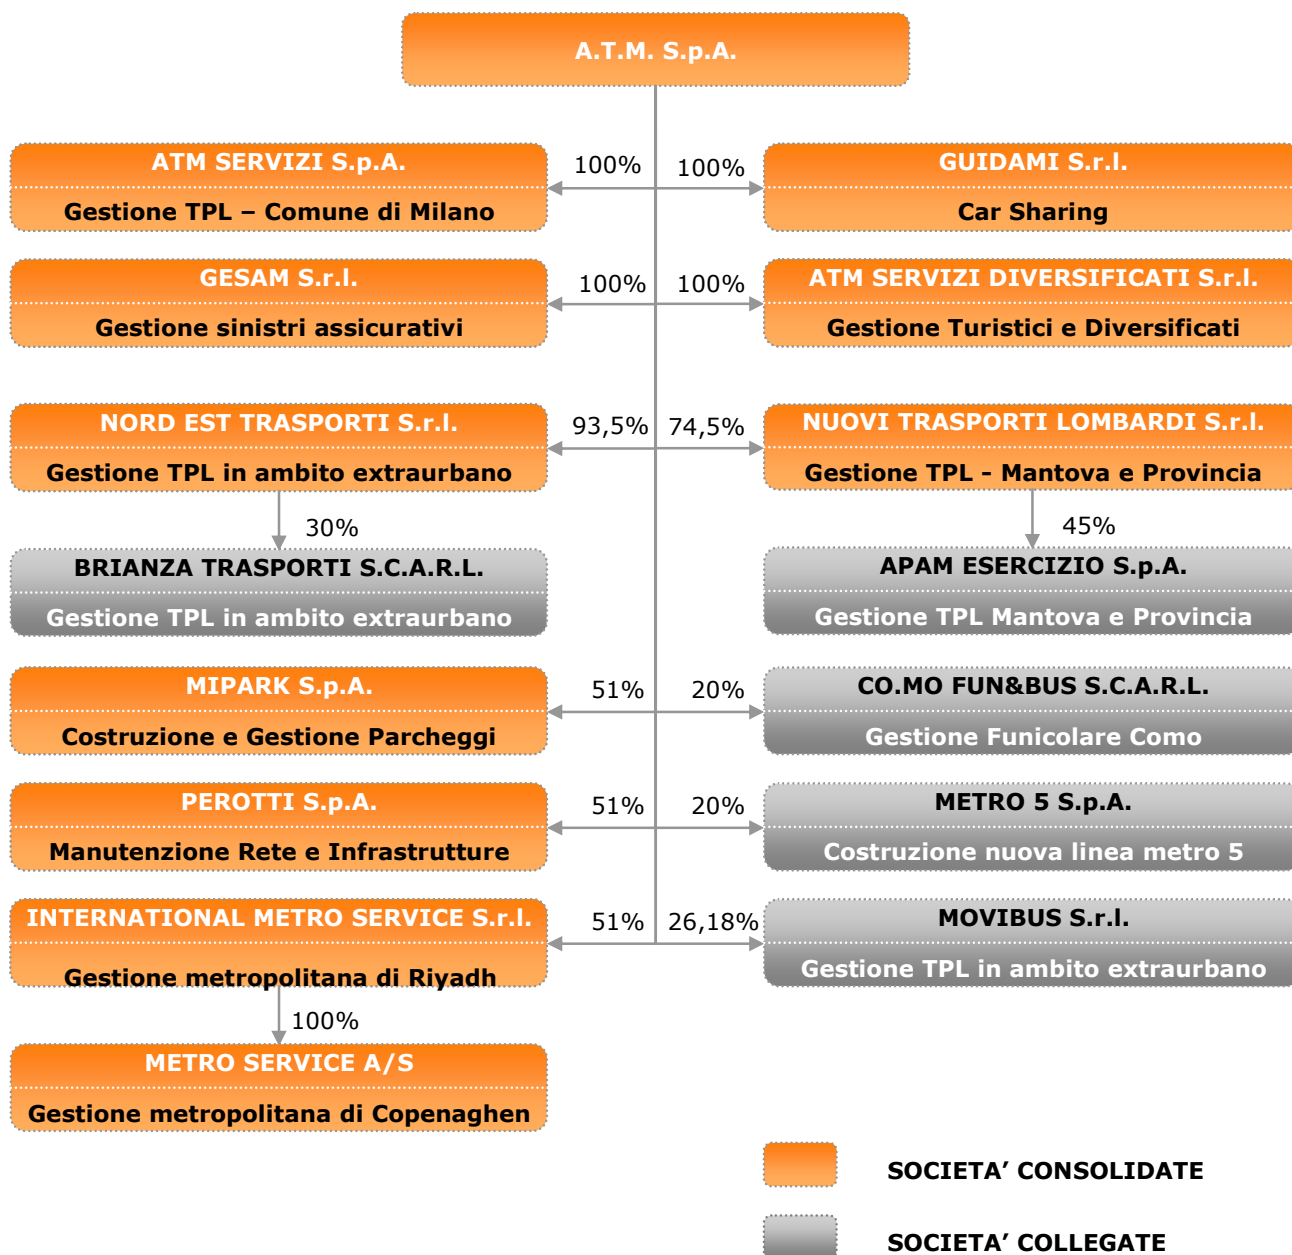 A.T.M. S.p.A.
ATM SERVIZI S.p.A.
Gestione TPL – Comune di Milano
100%
100%
GUIDAMI S.r.l.
Car Sharing
GESAM S.r.l.
Gestione sinistri assicurativi
100%
100%
ATM SERVIZI DIVERSIFICATI S.r.l.
Gestione Turistici e Diversificati
NORD EST TRASPORTI S.r.l.
Gestione TPL in ambito extraurbano
93,5%
74,5%
NUOVI TRASPORTI LOMBARDI S.r.l.
Gestione TPL - Mantova e Provincia
30%
45%
BRIANZA TRASPORTI S.C.A.R.L.
Gestione TPL in ambito extraurbano
APAM ESERCIZIO S.p.A.
Gestione TPL Mantova e Provincia
MIPARK S.p.A.
Costruzione e Gestione Parcheggi
51%
20%
CO.MO FUN&BUS S.C.A.R.L.
Gestione Funicolare Como
PEROTTI S.p.A.
Manutenzione Rete e Infrastrutture
51%
20%
METRO 5 S.p.A.
Costruzione nuova linea metro 5
INTERNATIONAL METRO SERVICE S.r.l.
Gestione metropolitana di Riyadh
51%
26,18%
MOVIBUS S.r.l.
Gestione TPL in ambito extraurbano
100%
METRO SERVICE A/S
Gestione metropolitana di Copenaghen
SOCIETA’ CONSOLIDATE
SOCIETA’ COLLEGATE